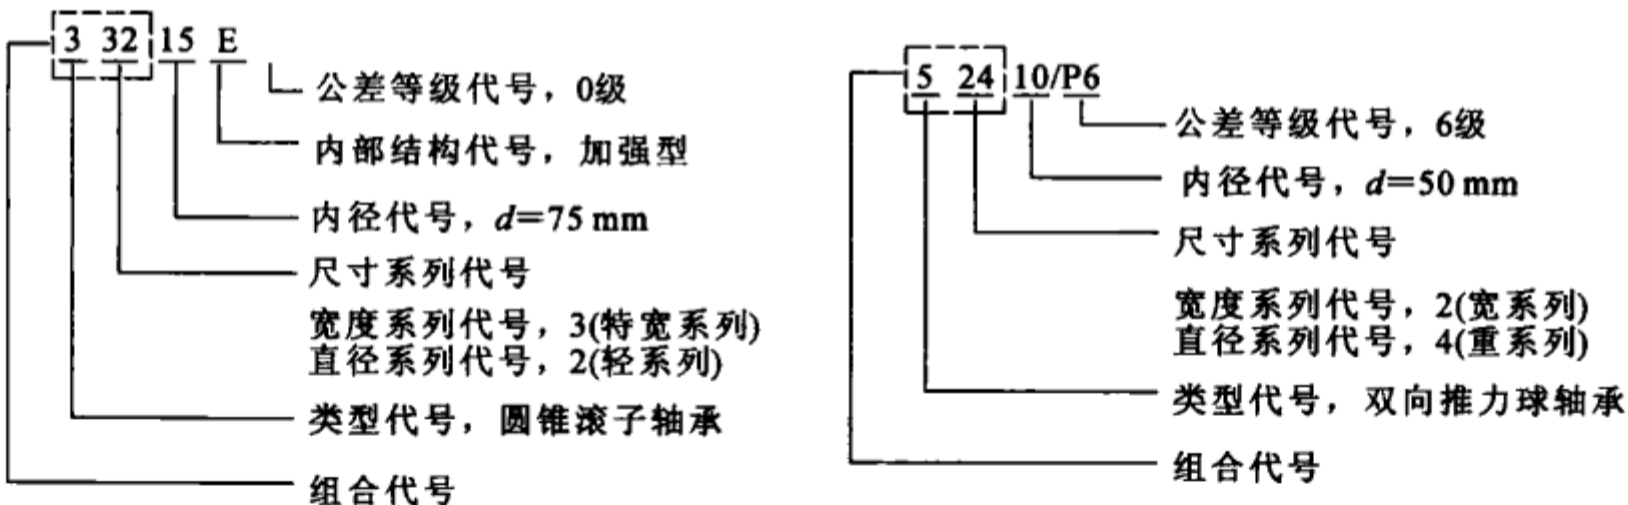 3 32 15 E
公差等级代号，0级
内部结构代号，加强型
内径代号，d=75 mm
尺寸系列代号
宽度系列代号，3(特宽系列)
直径系列代号，2(轻系列)
类型代号，圆锥滚子轴承
组合代号
5 24 10/P6
公差等级代号，6级
内径代号，d=50 mm
尺寸系列代号
宽度系列代号，2(宽系列)
直径系列代号，4(重系列)
类型代号，双向推力球轴承
组合代号